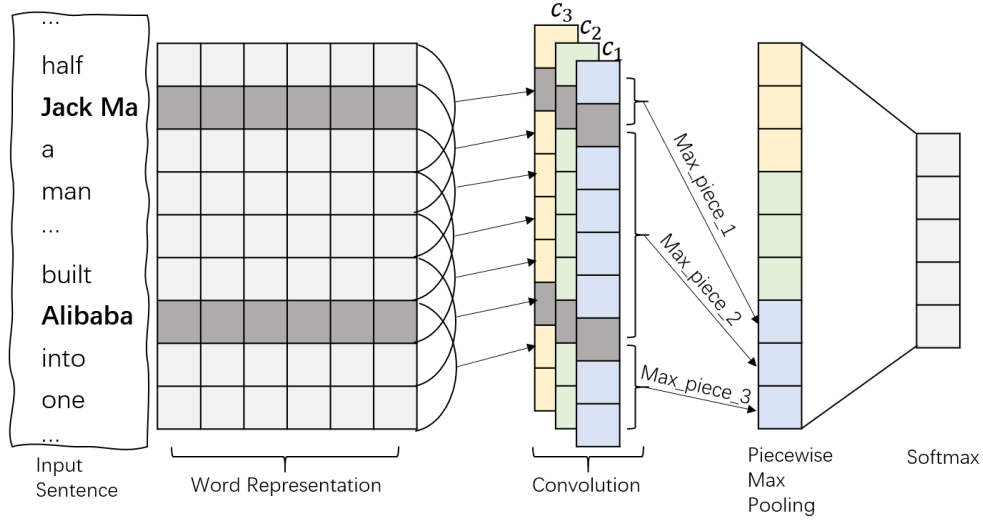 ...
half
Jack Ma
a
man
...
built
Alibaba
into
one
...
c3
c2
c1
Max_piece_1
Max_piece_2
Max_piece_3
Input
Sentence
Word Representation
Convolution
Piecewise
Max
Pooling
Softmax